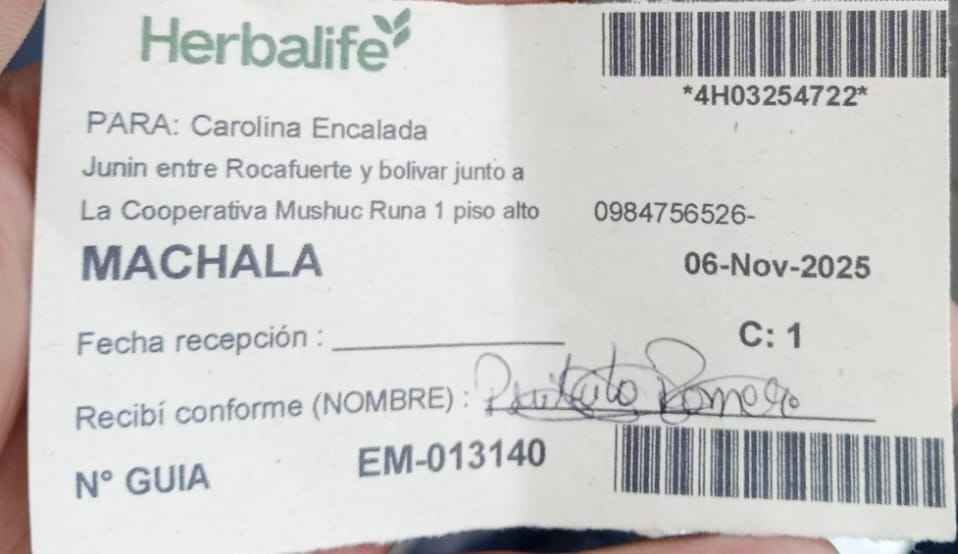 Herbalife
*4H03254722*
PARA: Carolina Encalada
Junin entre Rocafuerte y bolivar junto a
La Cooperativa Mushuc Runa 1 piso alto 0984756526-
MACHALA 06-Nov-2025
Fecha recepción : C: 1
Recibí conforme (NOMBRE) : Romero
N° GUIA EM-013140